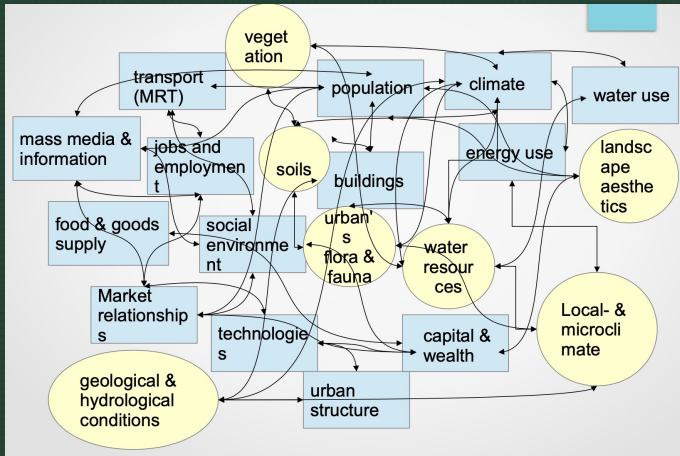 veget
ation
transport
(MRT)
population
climate
water use
mass media &
information
jobs and
employmen
t
soils
buildings
energy use
landsc
ape
aesthe
tics
food & goods
supply
social
environme
nt
urban's
flora &
fauna
water
resour
ces
Market
relationship
s
technologie
s
capital &
wealth
Local- &
microcli
mate
geological &
hydrological
conditions
urban
structure